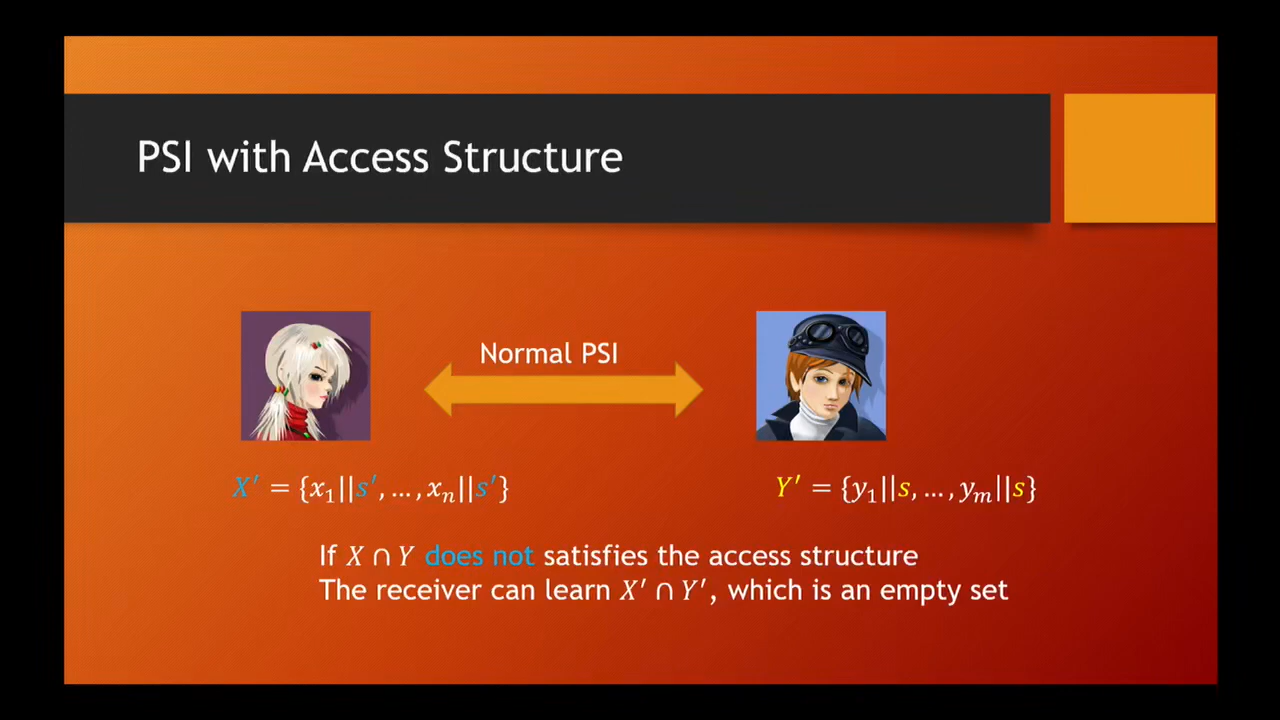 PSI with Access Structure
Normal PSI
X′ = {x₁||s′, … , xₙ||s′}
Y′ = {y₁||s, … , yₘ||s}
If X ∩ Y does not satisfies the access structure
The receiver can learn X′ ∩ Y′, which is an empty set